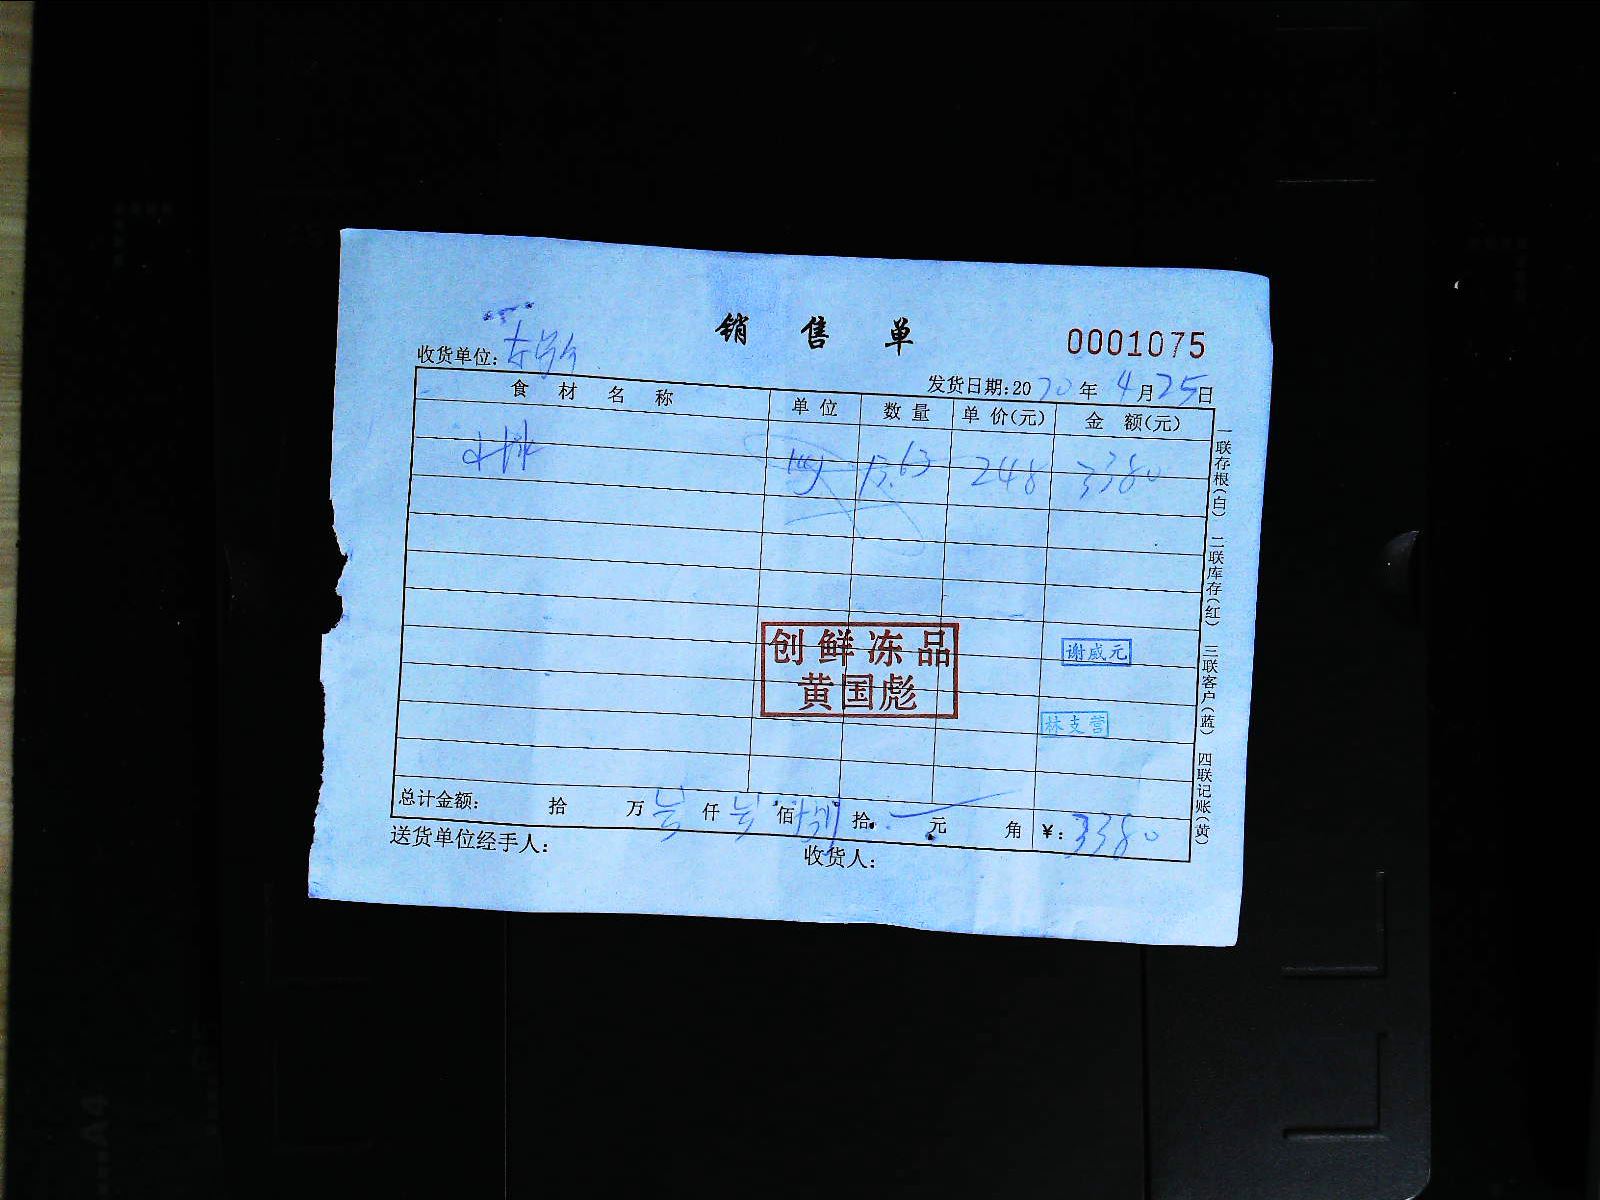 销售单
0001075
收货单位:
发货日期:2020年4月25日
食材名称 单位 数量 单价(元) 金额(元)
13.63 248 3380
创鲜冻品
黄国彪
谢威元
林支营
总计金额: 拾 万 仟 佰 拾 元 角 ¥:3380
送货单位经手人: 收货人:
一联存根(白) 二联库存(红) 三联客户(蓝) 四联记账(黄)
A4